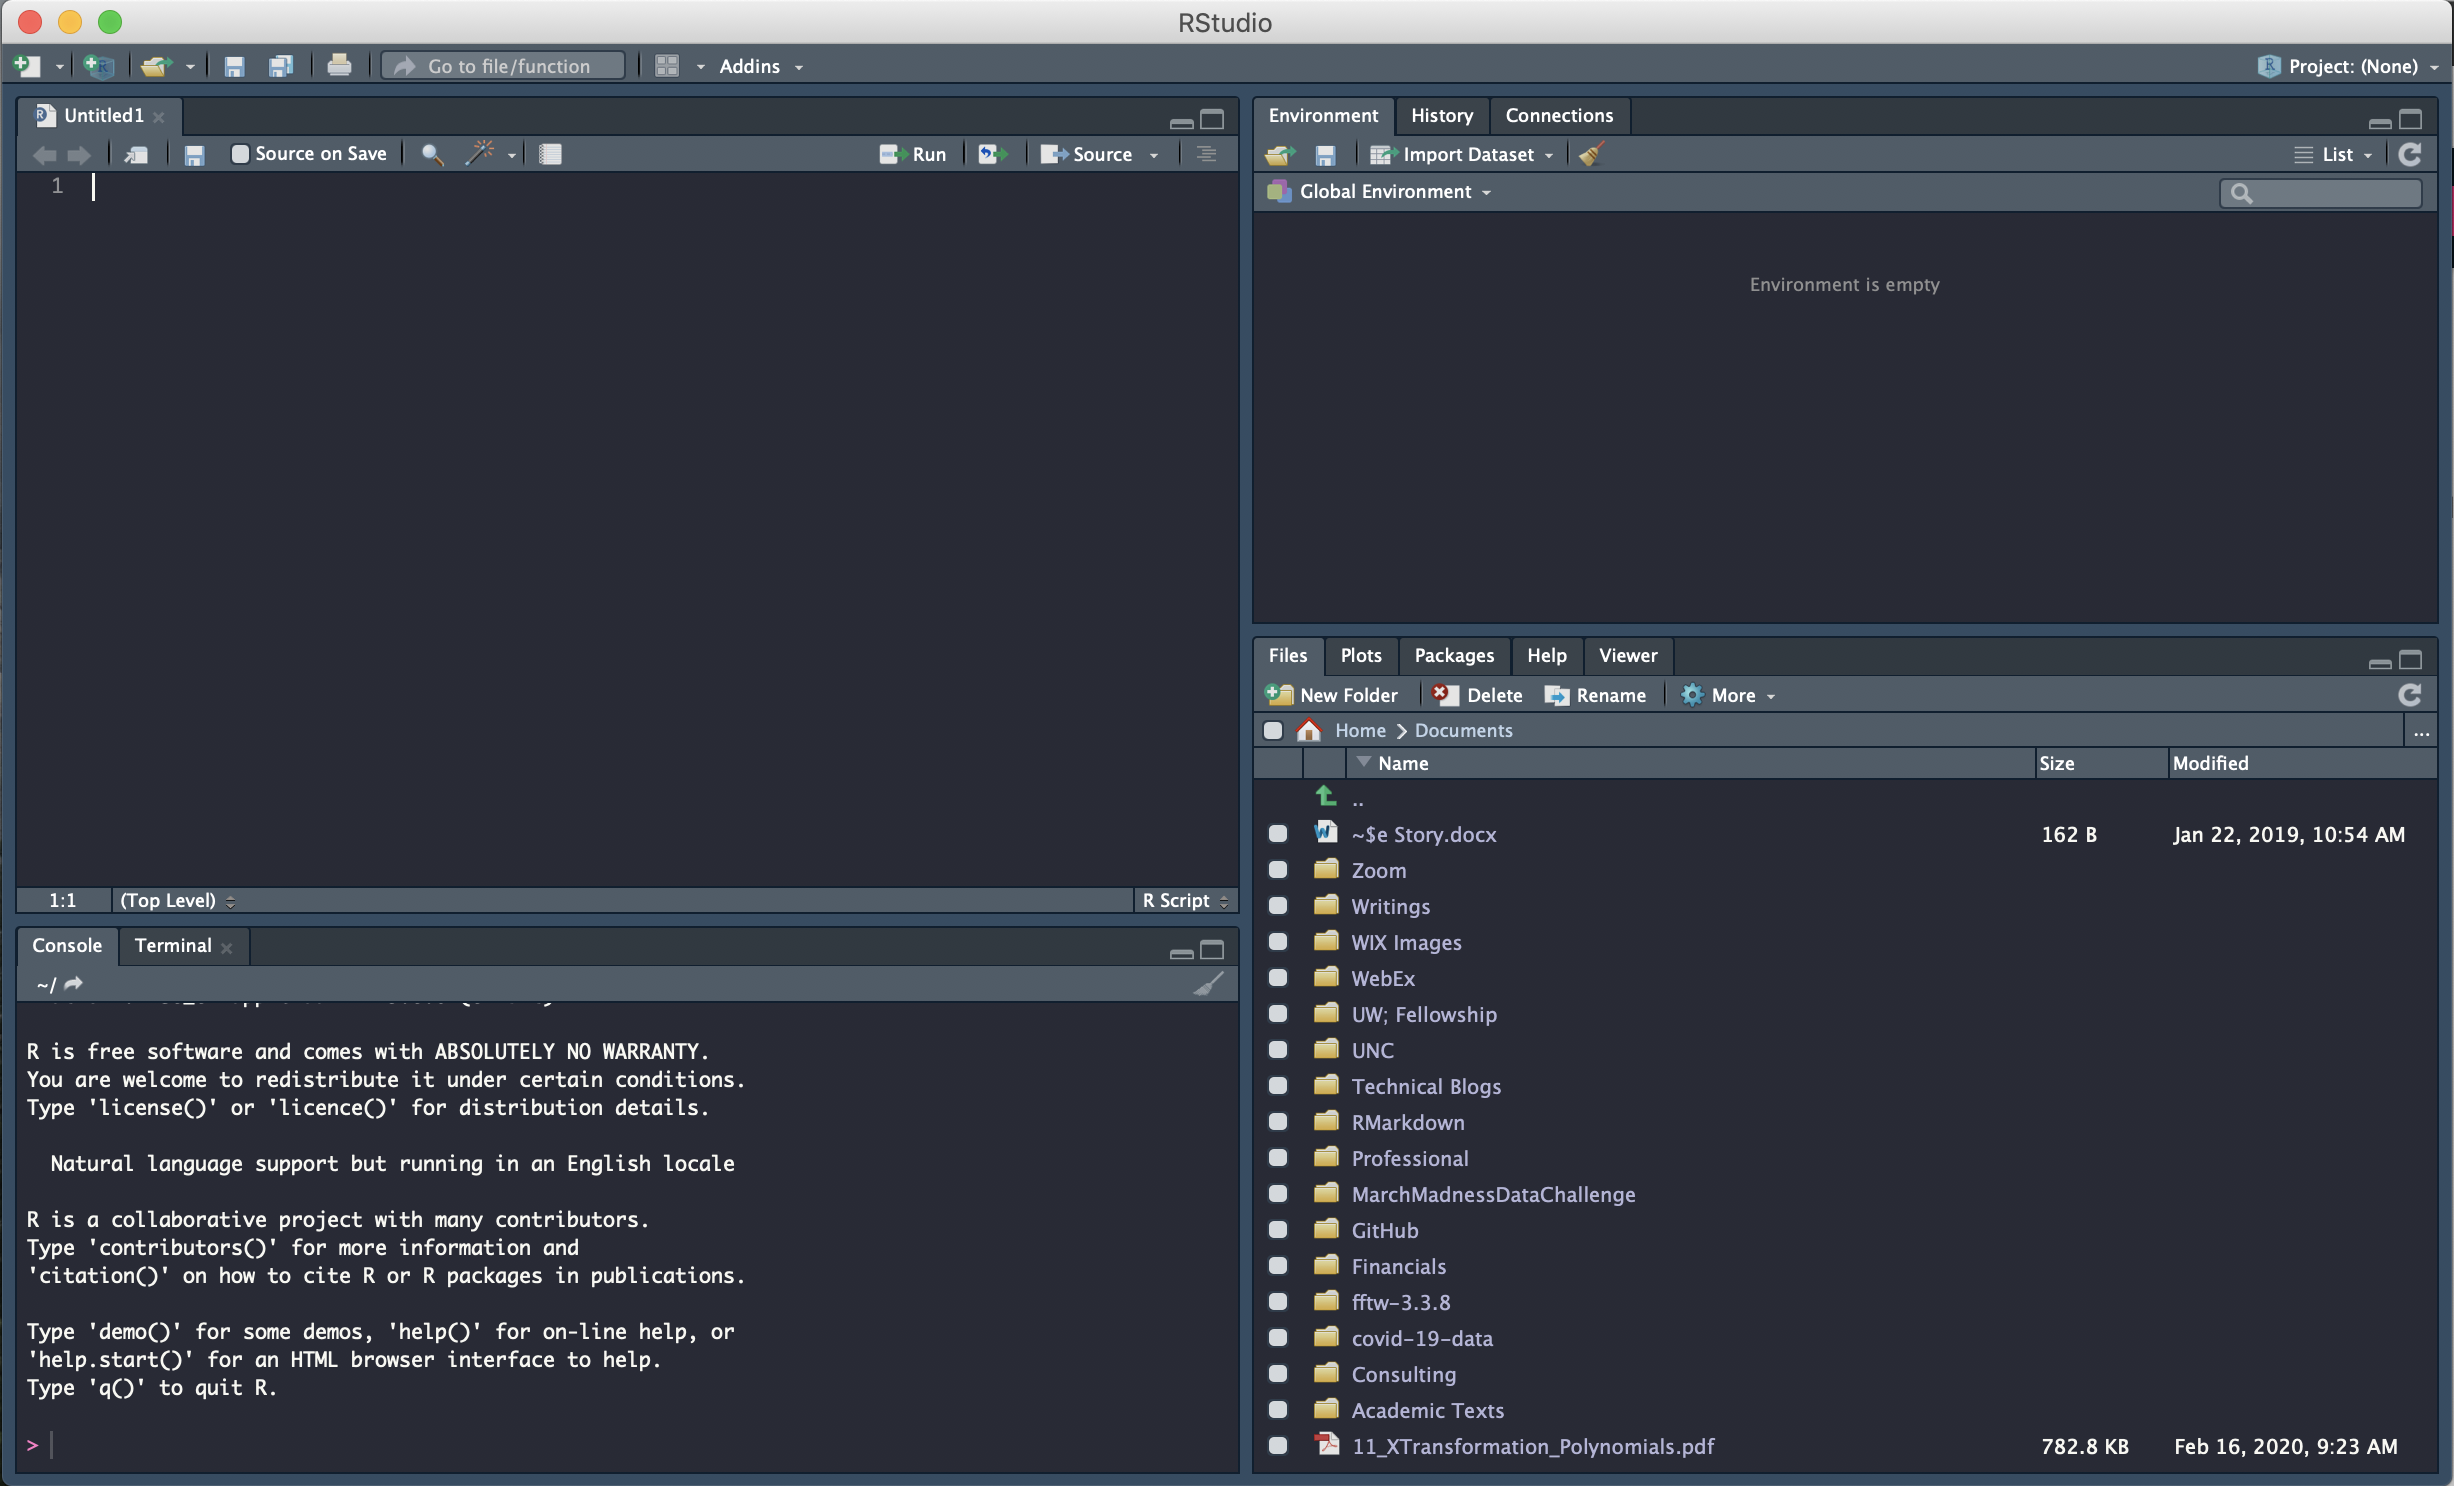 RStudio
Go to file/function
Addins
Project: (None)
Untitled1
Source on Save
Run
Source
1
1:1
(Top Level)
R Script
Console
Terminal
~/
R is free software and comes with ABSOLUTELY NO WARRANTY.
You are welcome to redistribute it under certain conditions.
Type 'license()' or 'licence()' for distribution details.
Natural language support but running in an English locale
R is a collaborative project with many contributors.
Type 'contributors()' for more information and
'citation()' on how to cite R or R packages in publications.
Type 'demo()' for some demos, 'help()' for on-line help, or
'help.start()' for an HTML browser interface to help.
Type 'q()' to quit R.
>
Environment
History
Connections
Import Dataset
List
Global Environment
Environment is empty
Files
Plots
Packages
Help
Viewer
New Folder
Delete
Rename
More
Home
Documents
...
Name
Size
Modified
..
~$e Story.docx 162 B Jan 22, 2019, 10:54 AM
Zoom
Writings
WIX Images
WebEx
UW; Fellowship
UNC
Technical Blogs
RMarkdown
Professional
MarchMadnessDataChallenge
GitHub
Financials
fftw-3.3.8
covid-19-data
Consulting
Academic Texts
11_XTransformation_Polynomials.pdf 782.8 KB Feb 16, 2020, 9:23 AM